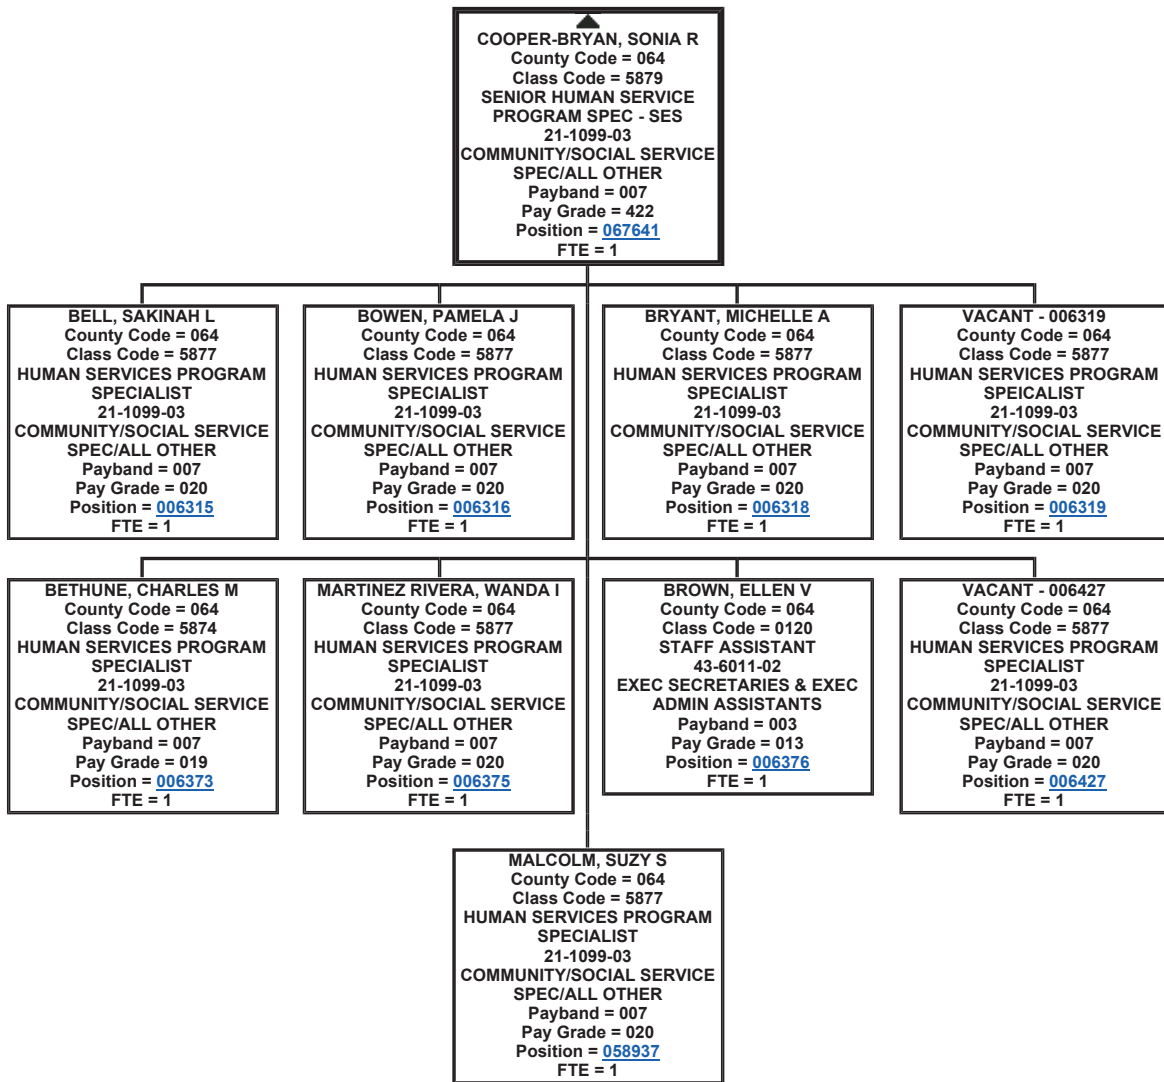 COOPER-BRYAN, SONIA R
County Code = 064
Class Code = 5879
SENIOR HUMAN SERVICE
PROGRAM SPEC - SES
21-1099-03
COMMUNITY/SOCIAL SERVICE
SPEC/ALL OTHER
Payband = 007
Pay Grade = 422
Position = 067641
FTE = 1
BELL, SAKINAH L
County Code = 064
Class Code = 5877
HUMAN SERVICES PROGRAM
SPECIALIST
21-1099-03
COMMUNITY/SOCIAL SERVICE
SPEC/ALL OTHER
Payband = 007
Pay Grade = 020
Position = 006315
FTE = 1
BOWEN, PAMELA J
County Code = 064
Class Code = 5877
HUMAN SERVICES PROGRAM
SPECIALIST
21-1099-03
COMMUNITY/SOCIAL SERVICE
SPEC/ALL OTHER
Payband = 007
Pay Grade = 020
Position = 006316
FTE = 1
BRYANT, MICHELLE A
County Code = 064
Class Code = 5877
HUMAN SERVICES PROGRAM
SPECIALIST
21-1099-03
COMMUNITY/SOCIAL SERVICE
SPEC/ALL OTHER
Payband = 007
Pay Grade = 020
Position = 006318
FTE = 1
VACANT - 006319
County Code = 064
Class Code = 5877
HUMAN SERVICES PROGRAM
SPEICALIST
21-1099-03
COMMUNITY/SOCIAL SERVICE
SPEC/ALL OTHER
Payband = 007
Pay Grade = 020
Position = 006319
FTE = 1
BETHUNE, CHARLES M
County Code = 064
Class Code = 5874
HUMAN SERVICES PROGRAM
SPECIALIST
21-1099-03
COMMUNITY/SOCIAL SERVICE
SPEC/ALL OTHER
Payband = 007
Pay Grade = 019
Position = 006373
FTE = 1
MARTINEZ RIVERA, WANDA I
County Code = 064
Class Code = 5877
HUMAN SERVICES PROGRAM
SPECIALIST
21-1099-03
COMMUNITY/SOCIAL SERVICE
SPEC/ALL OTHER
Payband = 007
Pay Grade = 020
Position = 006375
FTE = 1
BROWN, ELLEN V
County Code = 064
Class Code = 0120
STAFF ASSISTANT
43-6011-02
EXEC SECRETARIES & EXEC
ADMIN ASSISTANTS
Payband = 003
Pay Grade = 013
Position = 006376
FTE = 1
VACANT - 006427
County Code = 064
Class Code = 5877
HUMAN SERVICES PROGRAM
SPECIALIST
21-1099-03
COMMUNITY/SOCIAL SERVICE
SPEC/ALL OTHER
Payband = 007
Pay Grade = 020
Position = 006427
FTE = 1
MALCOLM, SUZY S
County Code = 064
Class Code = 5877
HUMAN SERVICES PROGRAM
SPECIALIST
21-1099-03
COMMUNITY/SOCIAL SERVICE
SPEC/ALL OTHER
Payband = 007
Pay Grade = 020
Position = 058937
FTE = 1